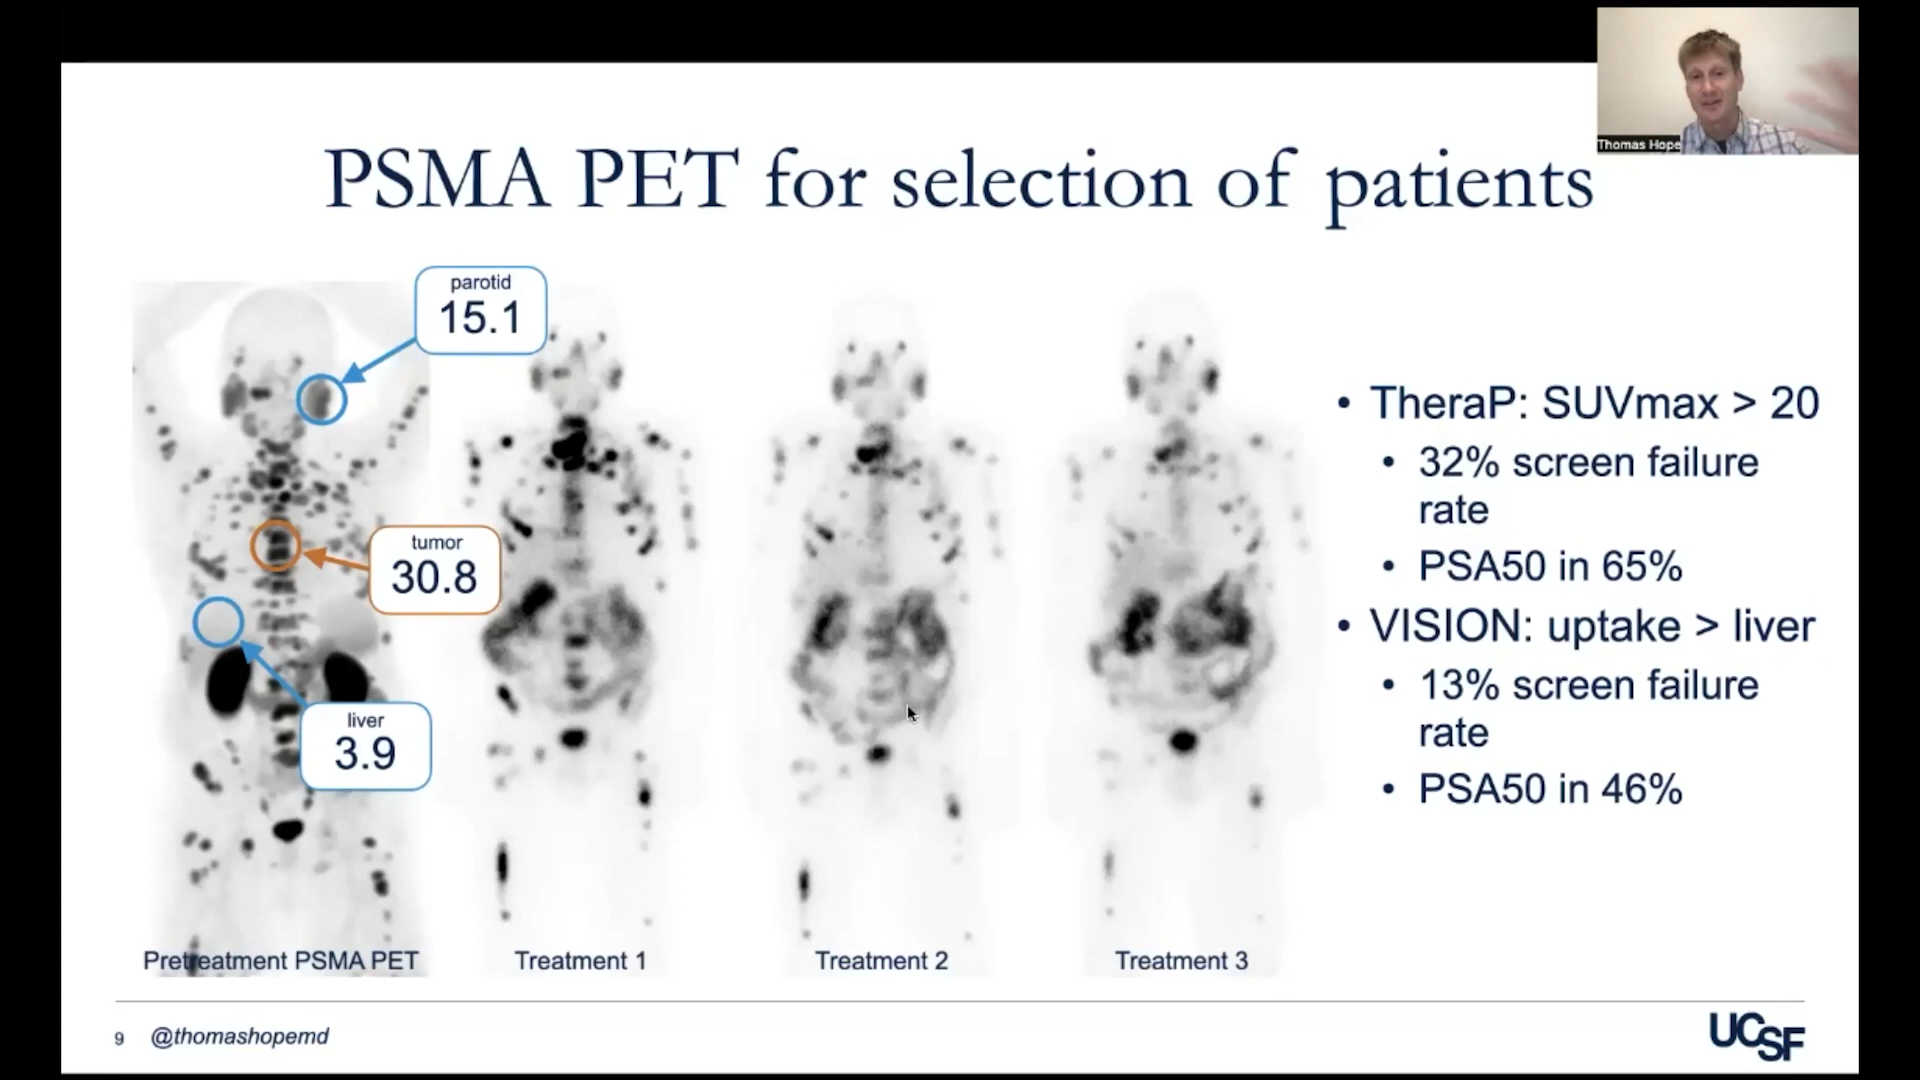 Thomas Hope
PSMA PET for selection of patients
parotid
15.1
tumor
30.8
liver
3.9
Pretreatment PSMA PET
Treatment 1
Treatment 2
Treatment 3
• TheraP: SUVmax > 20
• 32% screen failure
rate
• PSA50 in 65%
• VISION: uptake > liver
• 13% screen failure
rate
• PSA50 in 46%
9 @thomashopemd
UCSF